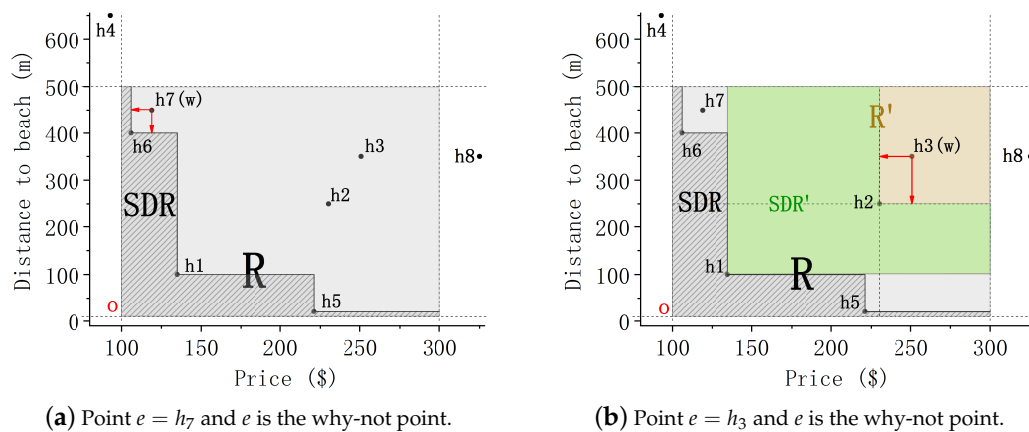 h4
600
500
h7(w)
400
h6
h3
h8
300
SDR
h2
200
R
100
h1
h5
o
0
100 150 200 250 300
Price ($)
Distance to beach (m)
(a) Point e = h7 and e is the why-not point.
h4
600
500
h7
R'
400
h6
h3(w)
h8
300
SDR
SDR'
h2
200
R
100
h1
h5
o
0
100 150 200 250 300
Price ($)
Distance to beach (m)
(b) Point e = h3 and e is the why-not point.